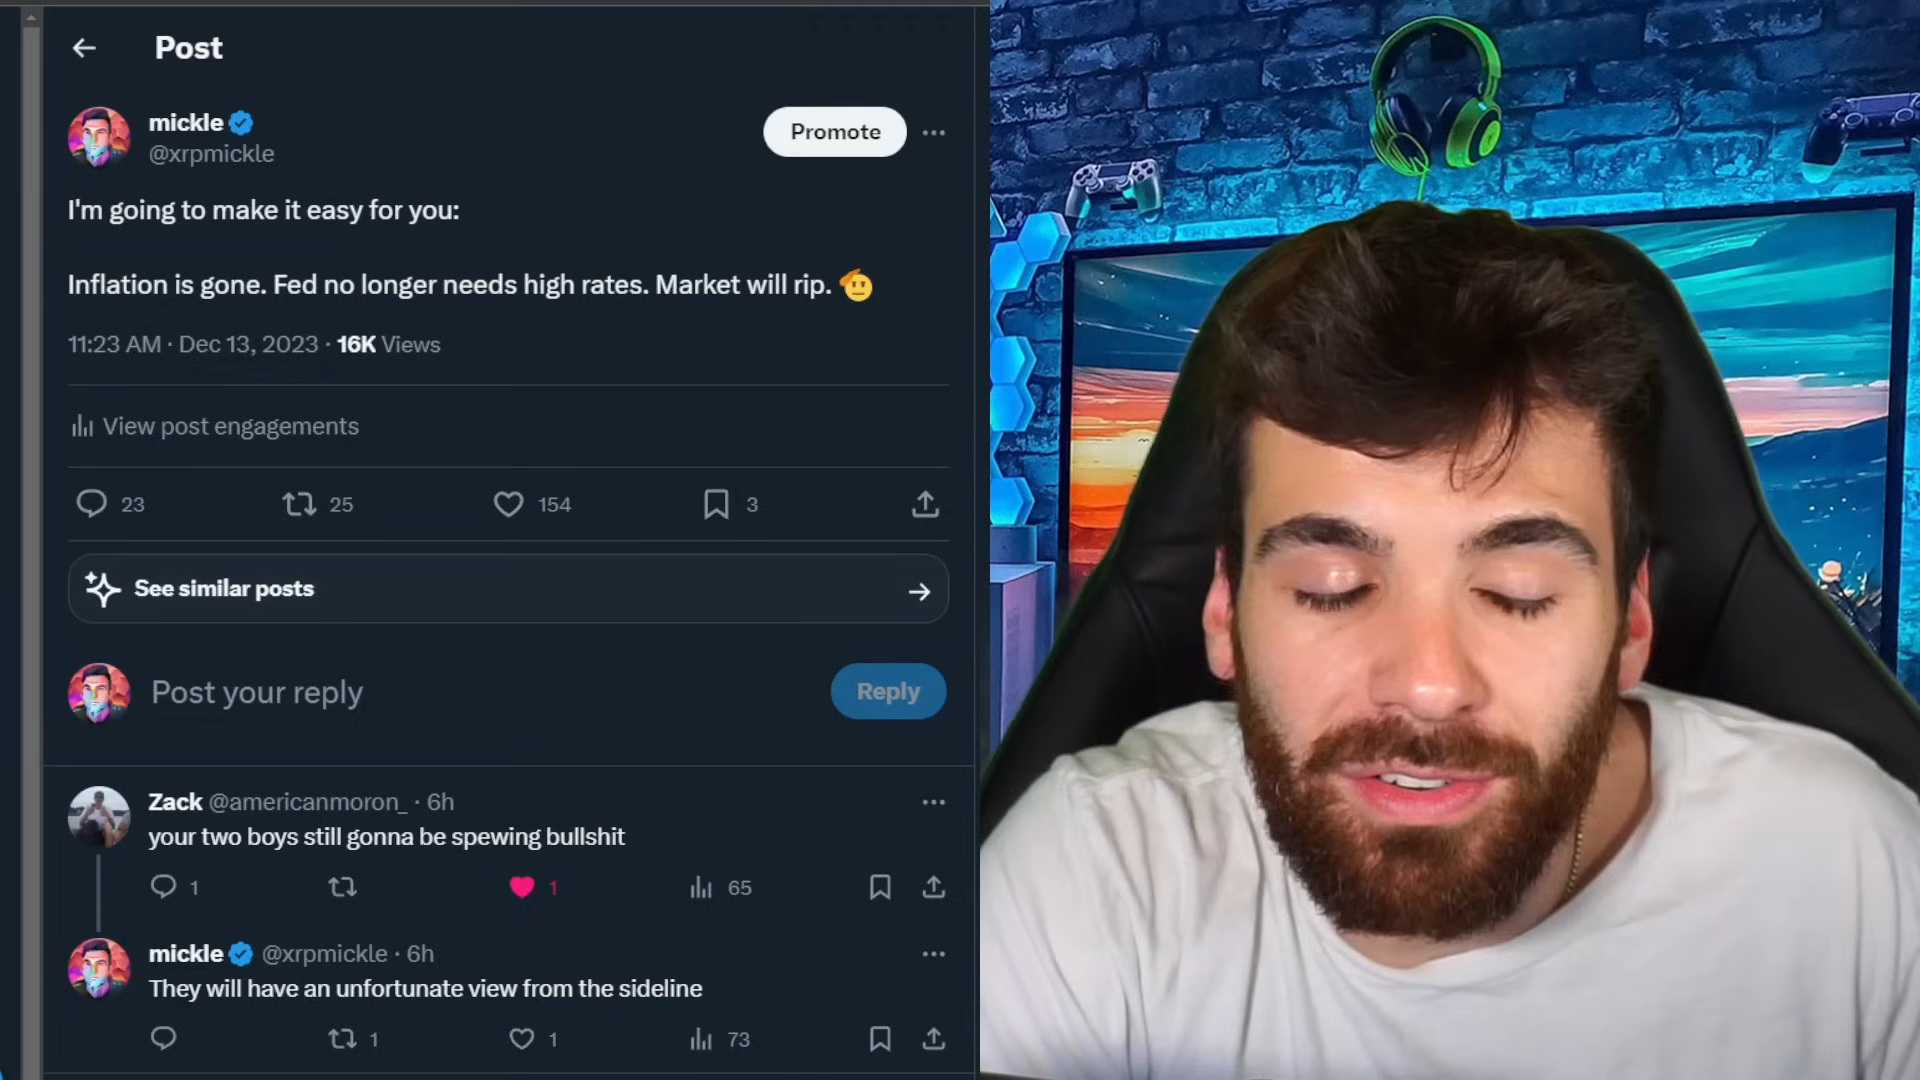 Post
mickle
@xrpmickle
Promote
I'm going to make it easy for you:
Inflation is gone. Fed no longer needs high rates. Market will rip. 🫡
11:23 AM · Dec 13, 2023 · 16K Views
View post engagements
23 25 154 3
See similar posts
Post your reply
Reply
Zack @americanmoron_ · 6h
your two boys still gonna be spewing bullshit
1 1 65
mickle @xrpmickle · 6h
They will have an unfortunate view from the sideline
1 1 73